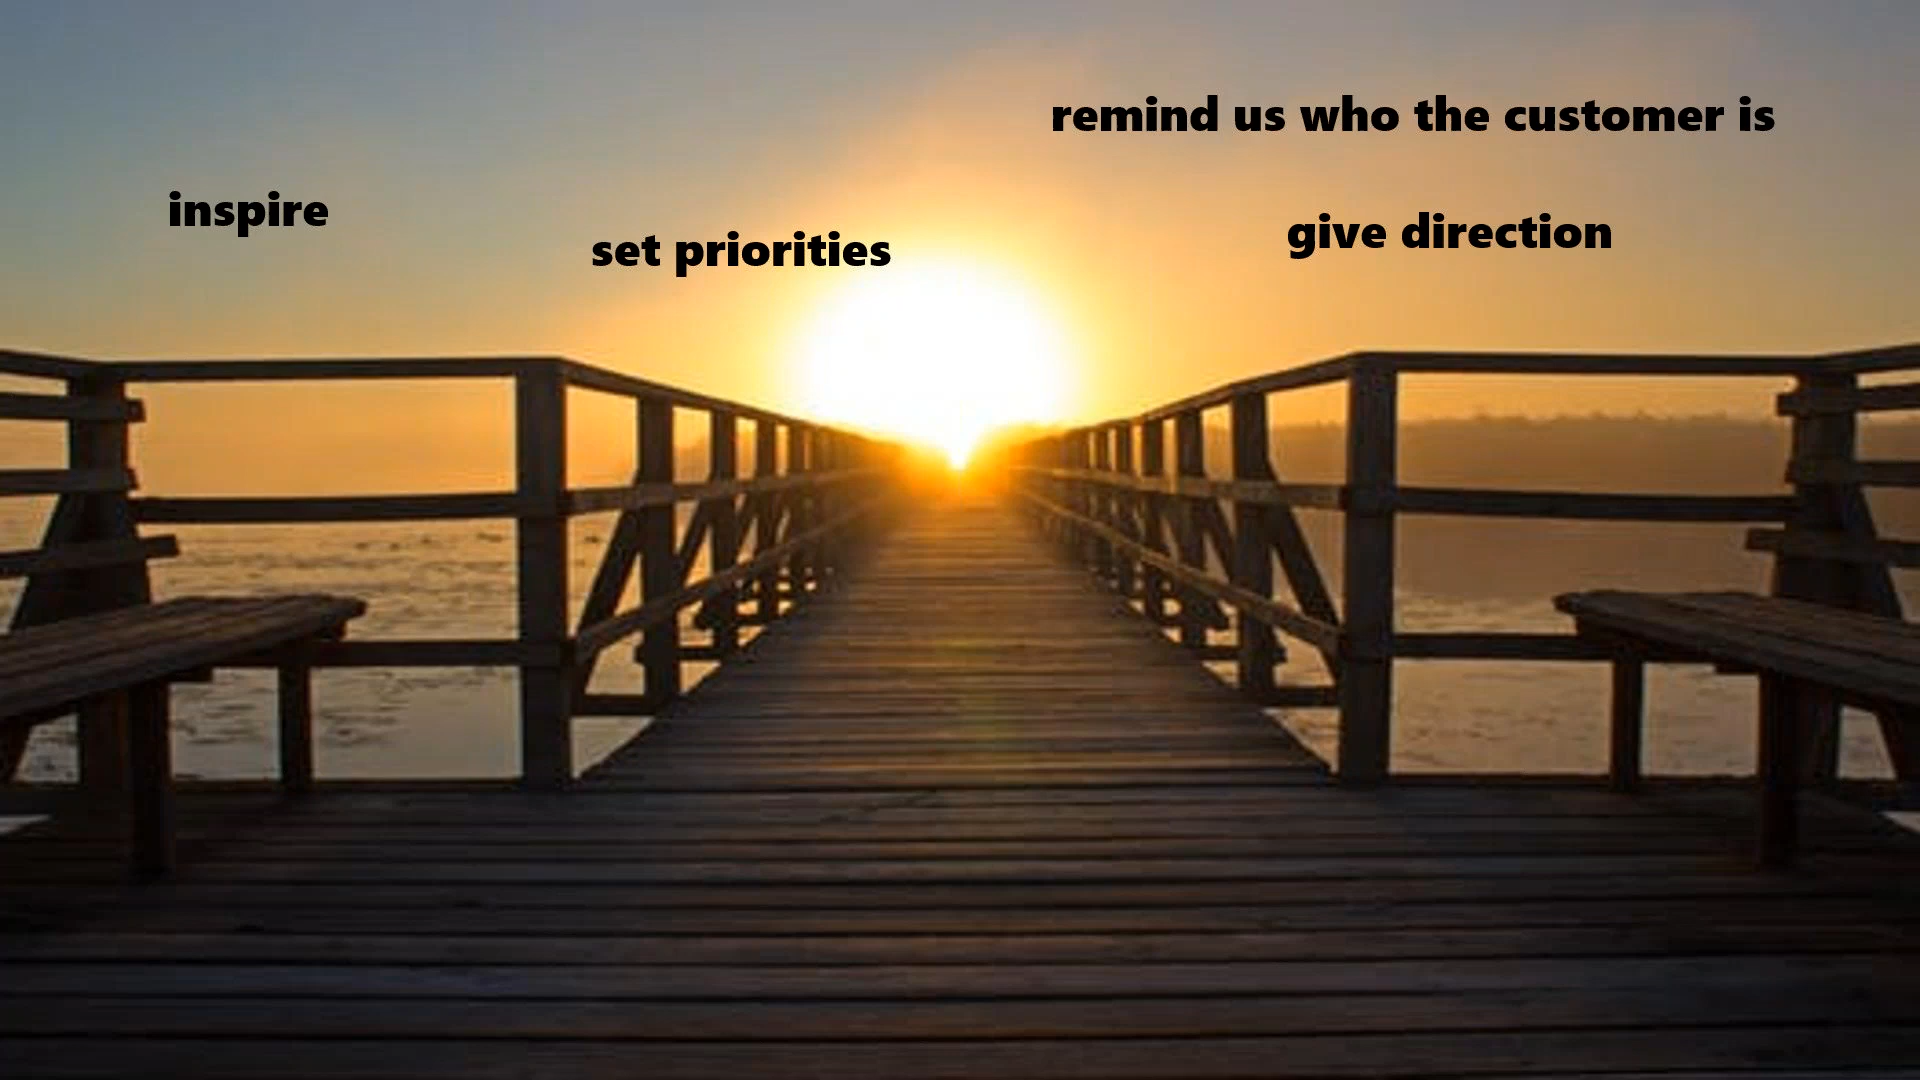 remind us who the customer is
inspire
set priorities
give direction